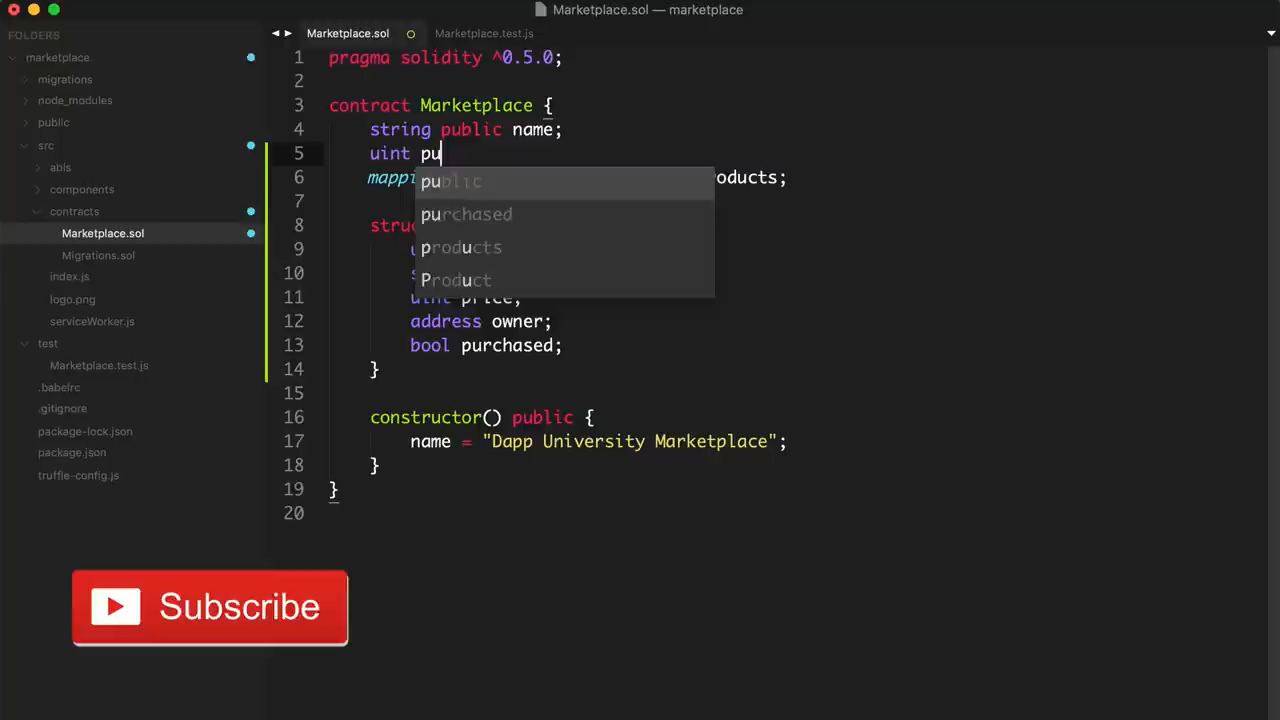 Marketplace.sol — marketplace
FOLDERS
marketplace
migrations
node_modules
public
src
abis
components
contracts
Marketplace.sol
Migrations.sol
index.js
logo.png
serviceWorker.js
test
Marketplace.test.js
.babelrc
.gitignore
package-lock.json
package.json
truffle-config.js
Marketplace.sol
Marketplace.test.js
1 pragma solidity ^0.5.0;
2
3 contract Marketplace {
4 string public name;
5 uint pu
6 mappi oducts;
7
8 struc
9 u
10 s
11 uint price;
12 address owner;
13 bool purchased;
14 }
15
16 constructor() public {
17 name = "Dapp University Marketplace";
18 }
19 }
20
public
purchased
products
Product
Subscribe